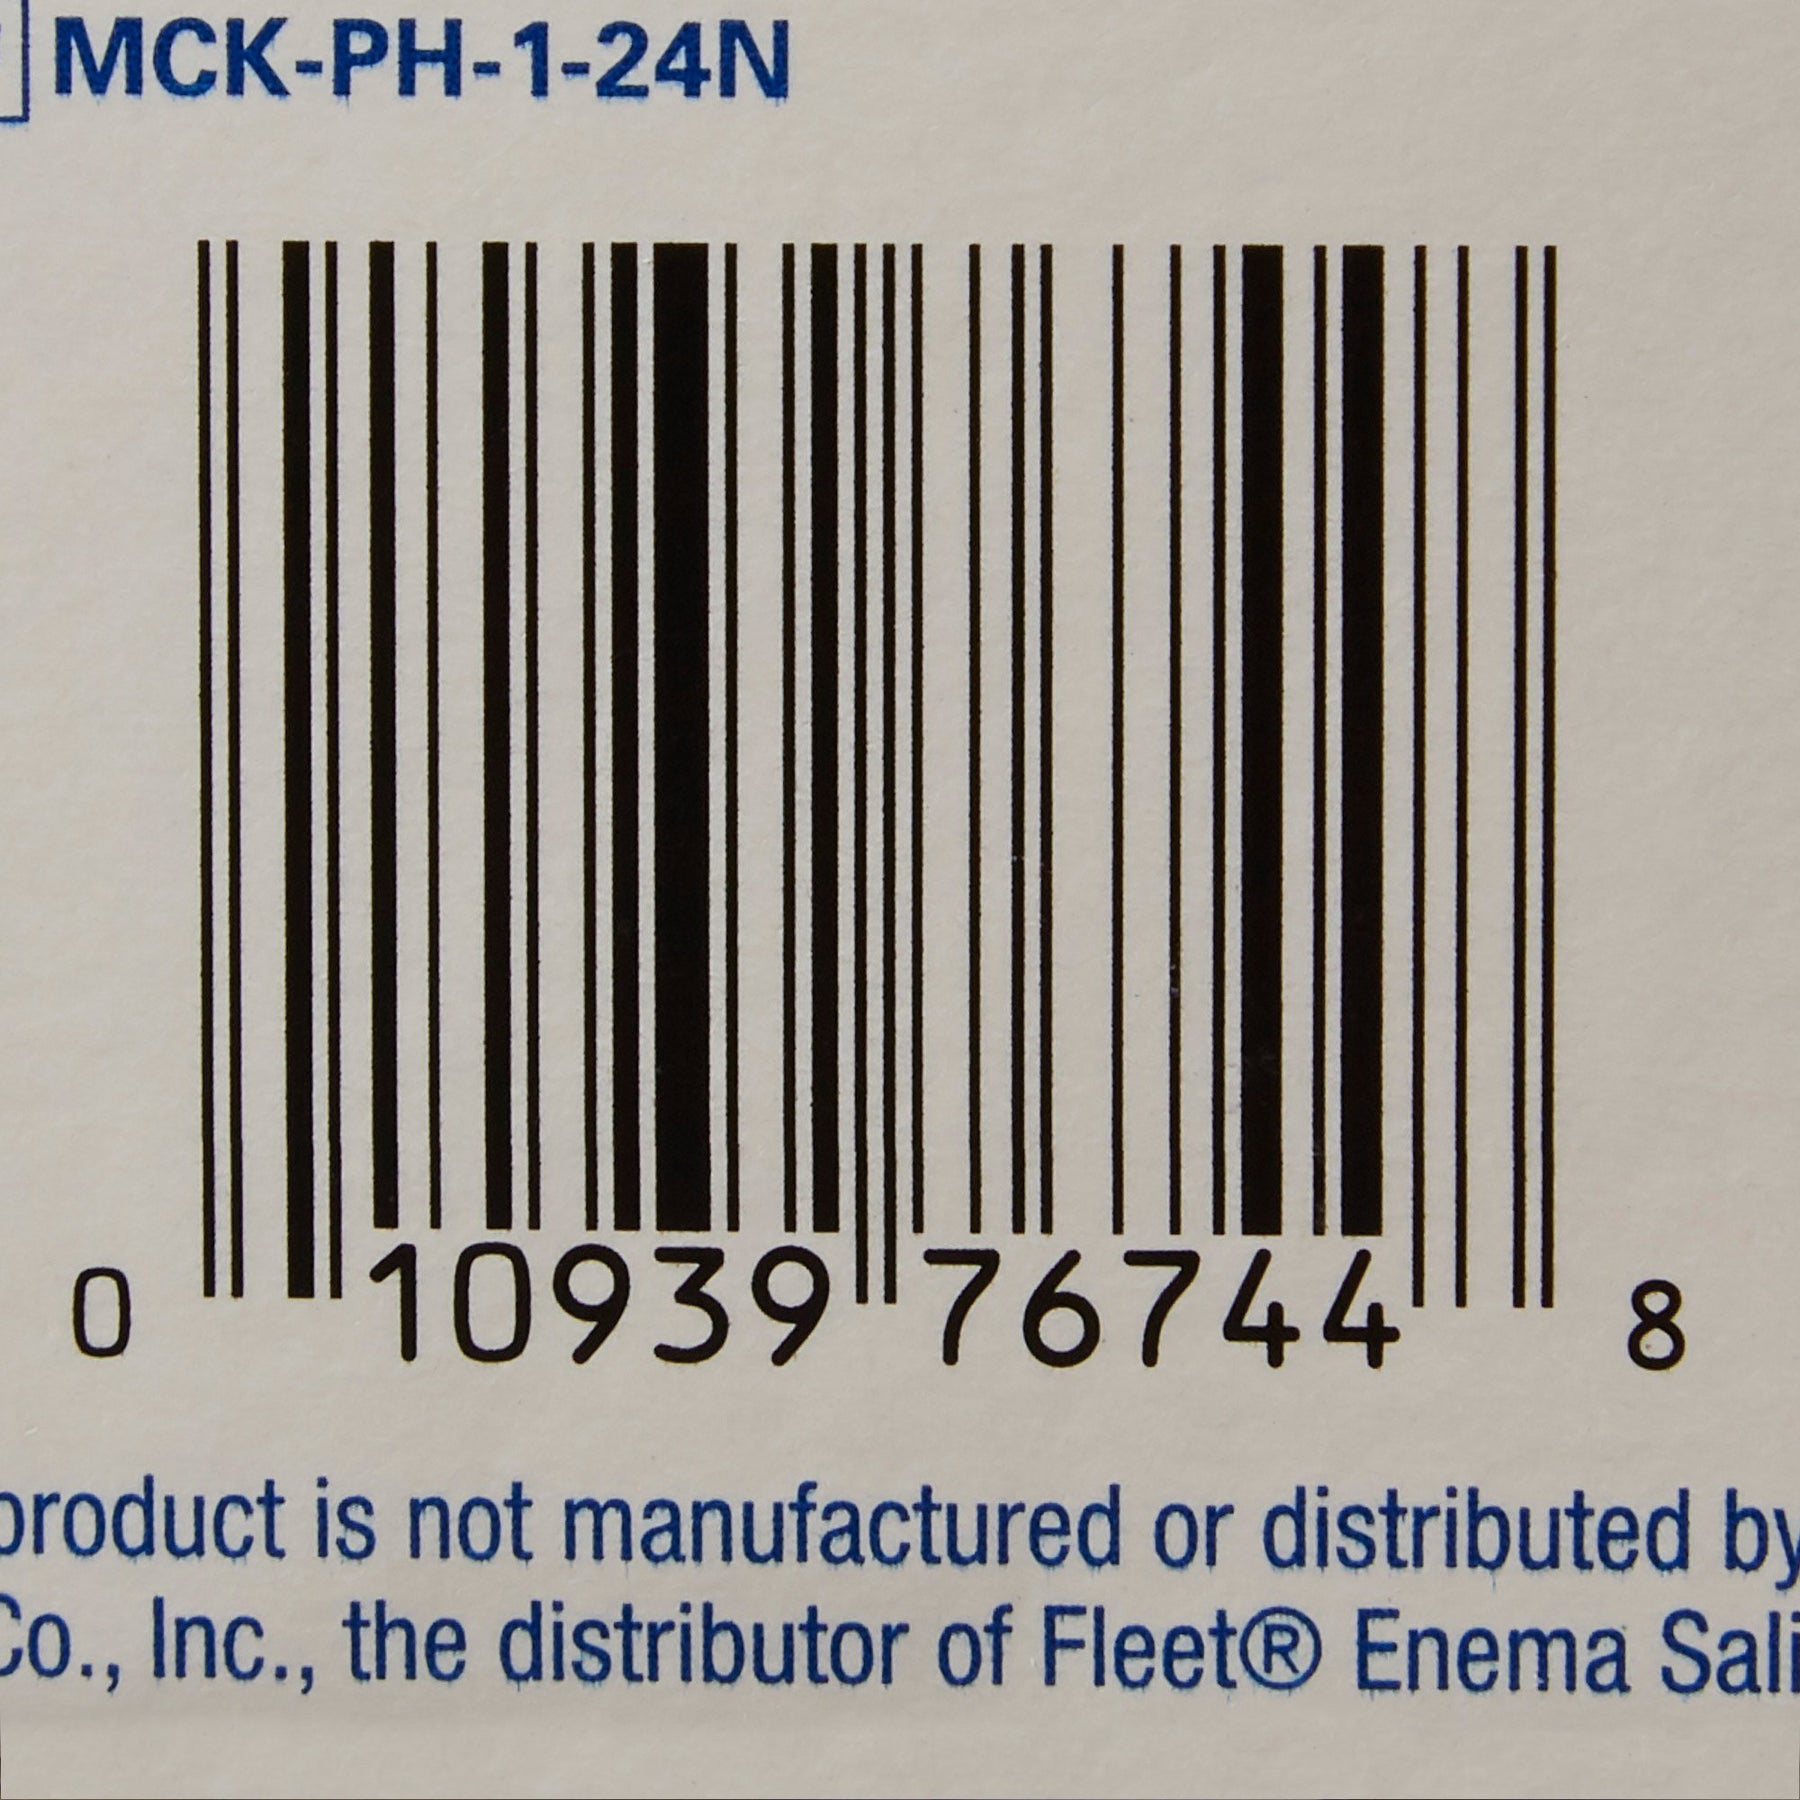 MCK-PH-1-24N
0 10939 76744 8
product is not manufactured or distributed by
Co., Inc., the distributor of Fleet® Enema Sali